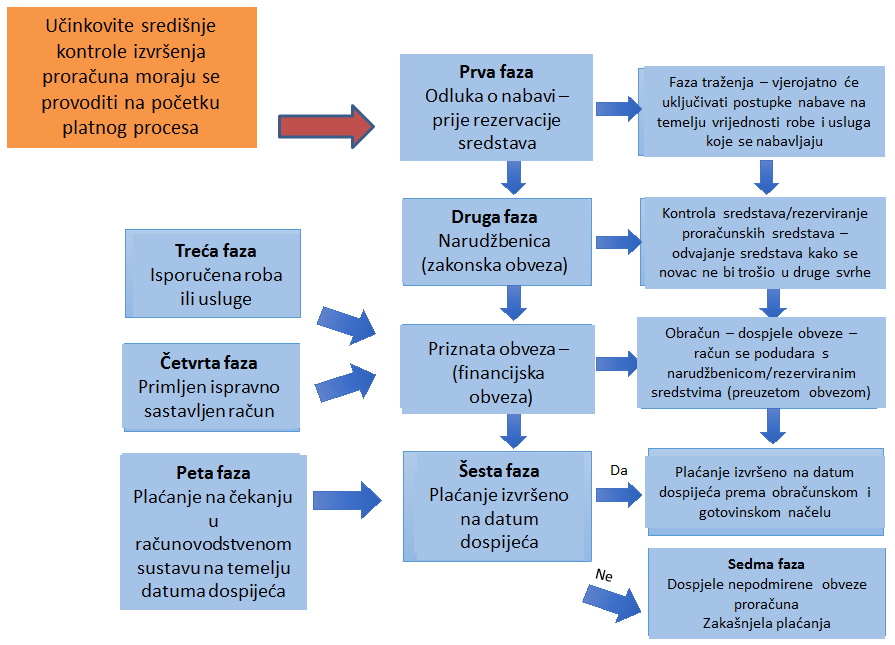 Učinkovite središnje
kontrole izvršenja
proračuna moraju se
provoditi na početku
platnog procesa
Prva faza
Odluka o nabavi –
prije rezervacije
sredstava
Faza traženja – vjerojatno će
uključivati postupke nabave na
temelju vrijednosti robe i usluga
koje se nabavljaju
Druga faza
Narudžbenica
(zakonska obveza)
Kontrola sredstava/rezerviranje
proračunskih sredstava –
odvajanje sredstava kako se
novac ne bi trošio u druge svrhe
Treća faza
Isporučena roba
ili usluge
Četvrta faza
Primljen ispravno
sastavljen račun
Priznata obveza –
(financijska
obveza)
Obračun – dospjele obveze –
račun se podudara s
narudžbenicom/rezerviranim
sredstvima (preuzetom obvezom)
Peta faza
Plaćanje na čekanju
u
računovodstvenom
sustavu na temelju
datuma dospijeća
Šesta faza
Plaćanje izvršeno
na datum
dospijeća
Da
Plaćanje izvršeno na datum
dospijeća prema obračunskom i
gotovinskom načelu
Ne
Sedma faza
Dospjele nepodmirene obveze
proračuna
Zakašnjela plaćanja